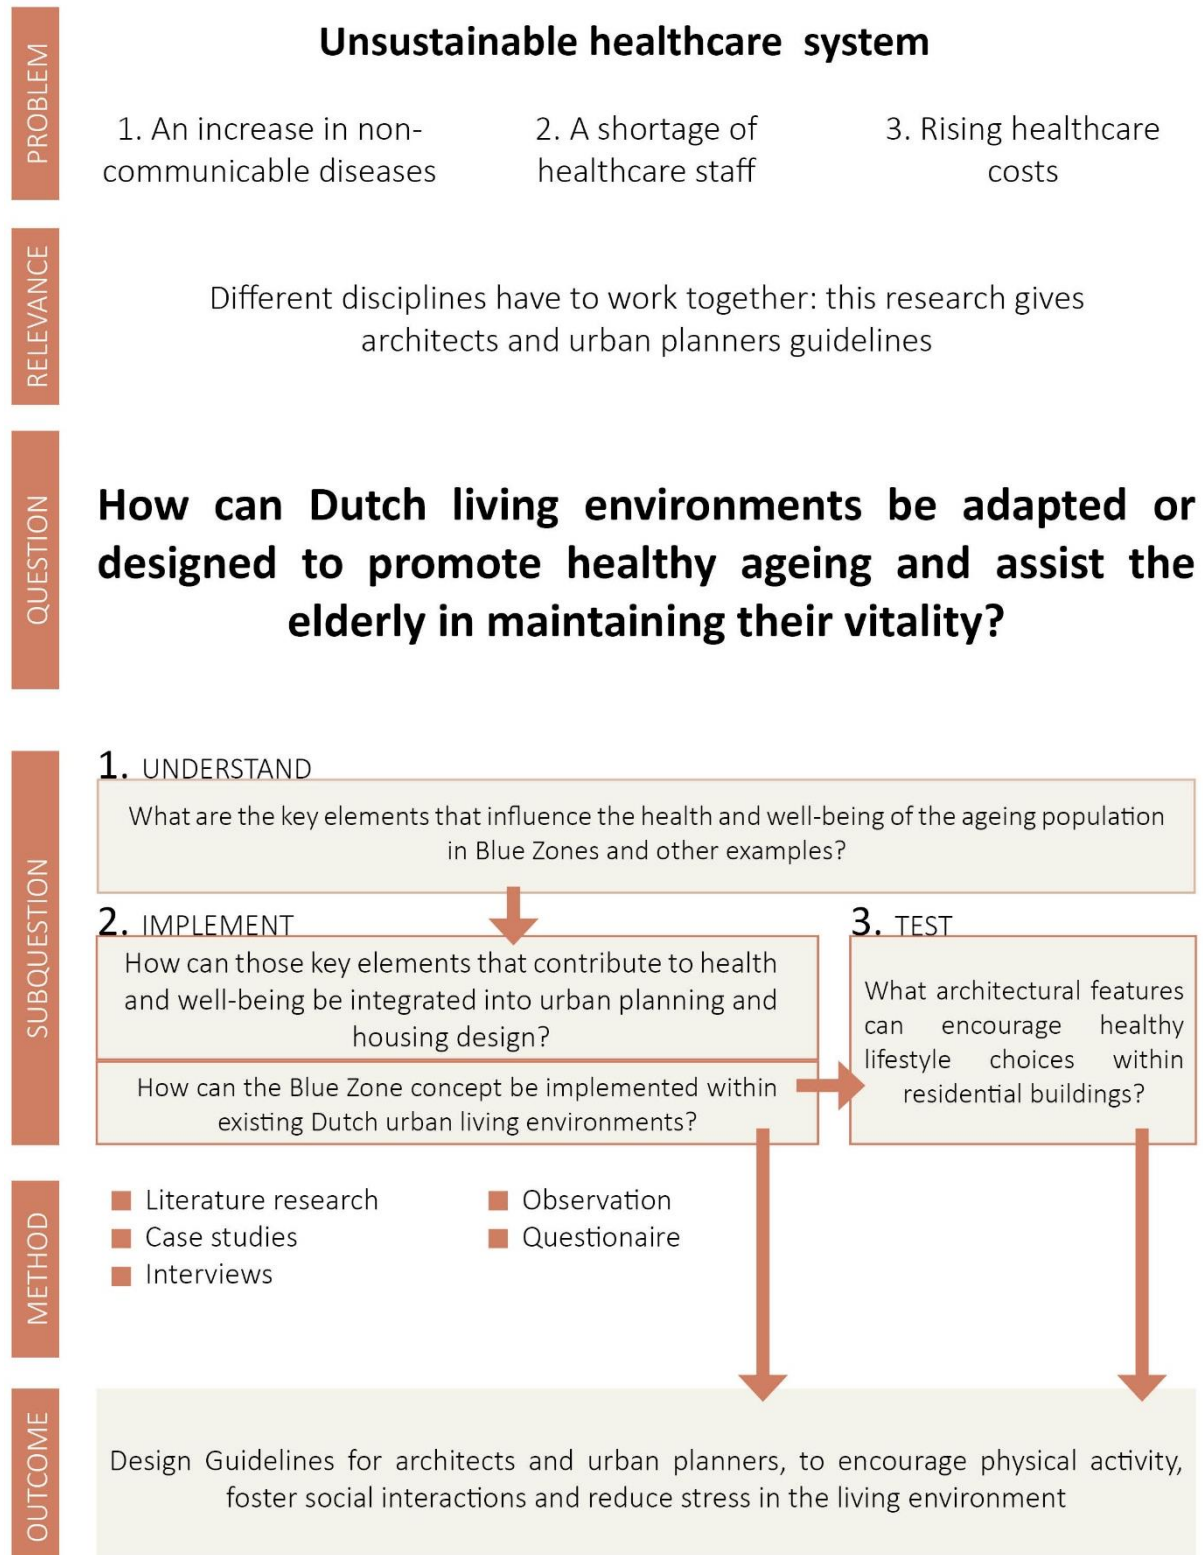 PROBLEM
Unsustainable healthcare system
1. An increase in non-
communicable diseases
2. A shortage of
healthcare staff
3. Rising healthcare
costs
RELEVANCE
Different disciplines have to work together: this research gives
architects and urban planners guidelines
QUESTION
How can Dutch living environments be adapted or
designed to promote healthy ageing and assist the
elderly in maintaining their vitality?
SUBQUESTION
1. UNDERSTAND
What are the key elements that influence the health and well-being of the ageing population
in Blue Zones and other examples?
2. IMPLEMENT
How can those key elements that contribute to health
and well-being be integrated into urban planning and
housing design?
How can the Blue Zone concept be implemented within
existing Dutch urban living environments?
3. TEST
What architectural features
can encourage healthy
lifestyle choices within
residential buildings?
METHOD
Literature research
Case studies
Interviews
Observation
Questionaire
OUTCOME
Design Guidelines for architects and urban planners, to encourage physical activity,
foster social interactions and reduce stress in the living environment